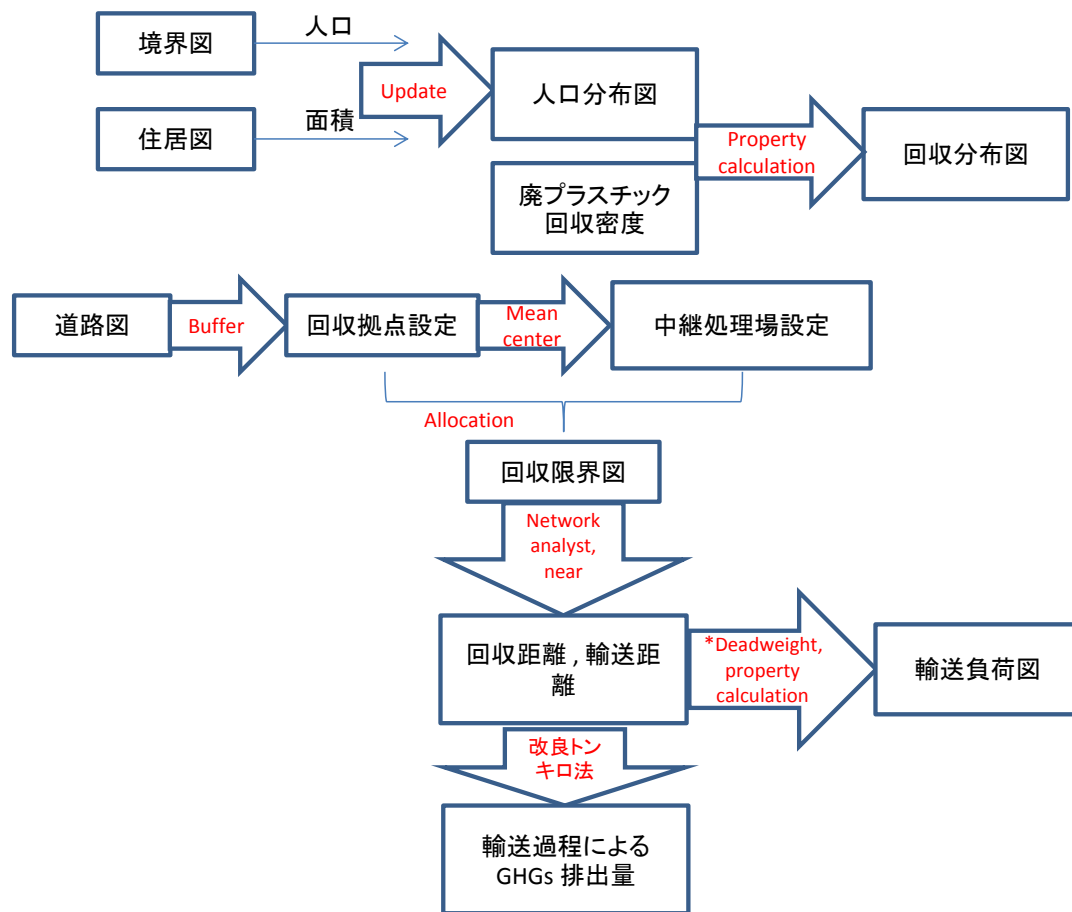 境界図
人口
住居図
面積
Update
人口分布図
廃プラスチック
回収密度
Property
calculation
回収分布図
道路図
Buffer
回収拠点設定
Mean
center
中継処理場設定
Allocation
回収限界図
Network
analyst,
near
回収距離 , 輸送距
離
*Deadweight,
property
calculation
輸送負荷図
改良トン
キロ法
輸送過程による
GHGs 排出量